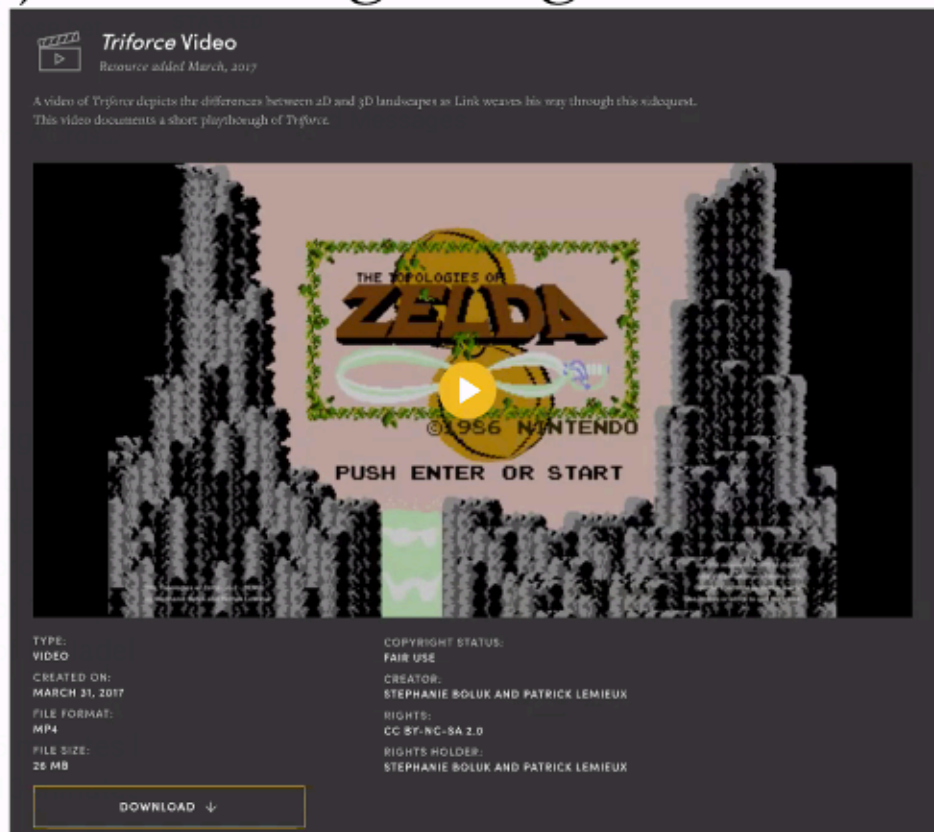 Triforce Video
Resource added March, 2017
A video of Triforce depicts the differences between 2D and 3D landscapes as Link weaves his way through this sidequest.
This video documents a short playthorugh of Triforce.
THE TOPOLOGIES OF
ZELDA
©1986 NINTENDO
PUSH ENTER OR START
TYPE:
VIDEO
CREATED ON:
MARCH 31, 2017
FILE FORMAT:
MP4
FILE SIZE:
26 MB
COPYRIGHT STATUS:
FAIR USE
CREATOR:
STEPHANIE BOLUK AND PATRICK LEMIEUX
RIGHTS:
CC BY-NC-SA 2.0
RIGHTS HOLDER:
STEPHANIE BOLUK AND PATRICK LEMIEUX
DOWNLOAD